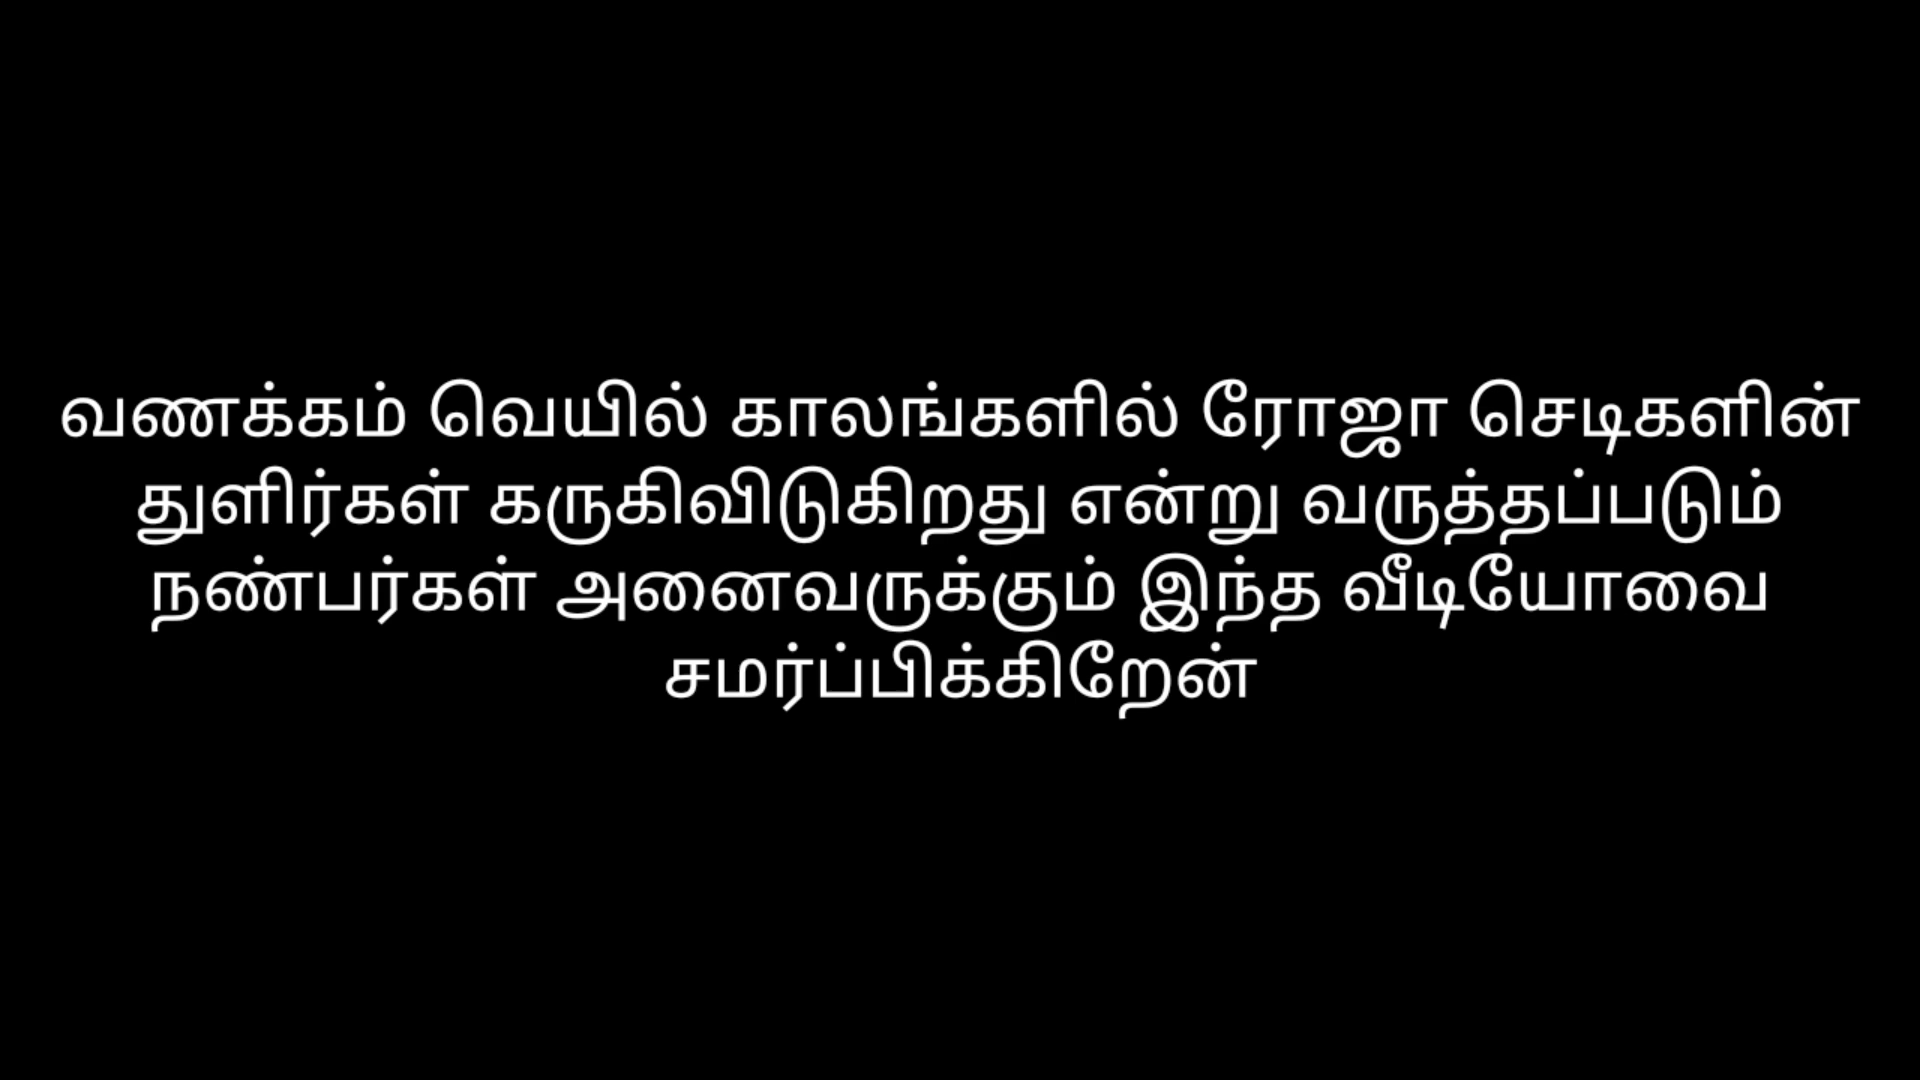 வணக்கம் வெயில் காலங்களில் ரோஜா செடிகளின்
துளிர்கள் கருகிவிடுகிறது என்று வருத்தப்படும்
நண்பர்கள் அனைவருக்கும் இந்த வீடியோவை
சமர்ப்பிக்கிறேன்